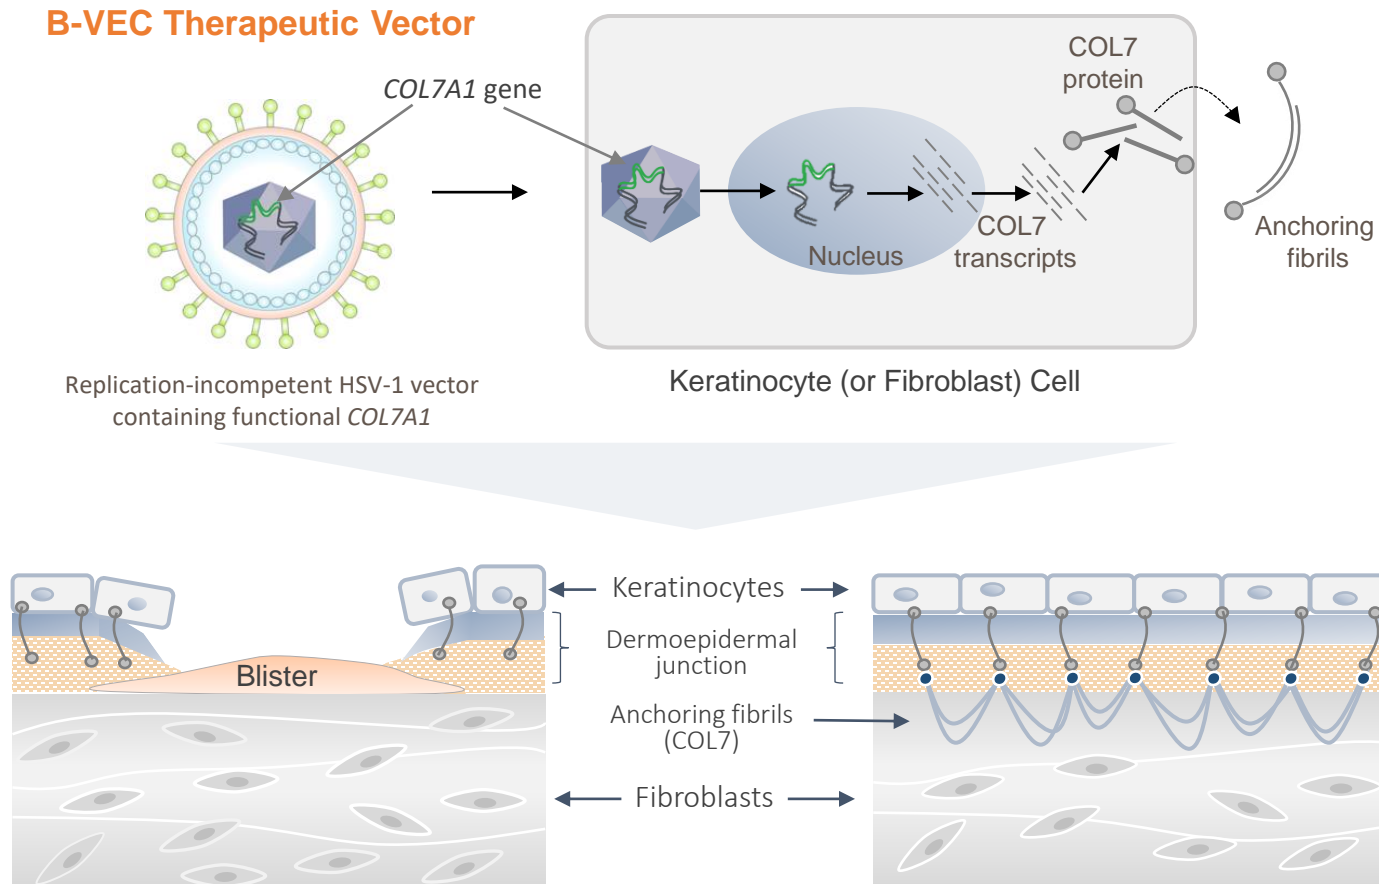 B-VEC Therapeutic Vector
COL7A1 gene
COL7
protein
Nucleus
COL7
transcripts
Anchoring
fibrils
Replication-incompetent HSV-1 vector
containing functional COL7A1
Keratinocyte (or Fibroblast) Cell
Keratinocytes
Dermoepidermal
junction
Blister
Anchoring fibrils
(COL7)
Fibroblasts